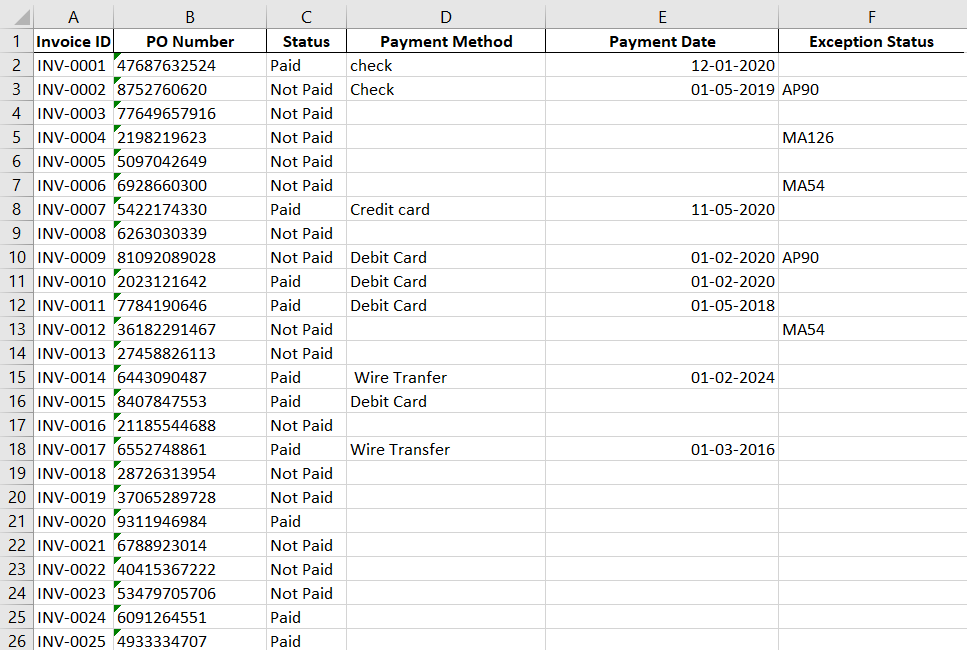 A B C D E F
1 Invoice ID PO Number Status Payment Method Payment Date Exception Status
2 INV-0001 47687632524 Paid check 12-01-2020
3 INV-0002 8752760620 Not Paid Check 01-05-2019 AP90
4 INV-0003 77649657916 Not Paid
5 INV-0004 2198219623 Not Paid MA126
6 INV-0005 5097042649 Not Paid
7 INV-0006 6928660300 Not Paid MA54
8 INV-0007 5422174330 Paid Credit card 11-05-2020
9 INV-0008 6263030339 Not Paid
10 INV-0009 81092089028 Not Paid Debit Card 01-02-2020 AP90
11 INV-0010 2023121642 Paid Debit Card 01-02-2020
12 INV-0011 7784190646 Paid Debit Card 01-05-2018
13 INV-0012 36182291467 Not Paid MA54
14 INV-0013 27458826113 Not Paid
15 INV-0014 6443090487 Paid Wire Tranfer 01-02-2024
16 INV-0015 8407847553 Paid Debit Card
17 INV-0016 21185544688 Not Paid
18 INV-0017 6552748861 Paid Wire Transfer 01-03-2016
19 INV-0018 28726313954 Not Paid
20 INV-0019 37065289728 Not Paid
21 INV-0020 9311946984 Paid
22 INV-0021 6788923014 Not Paid
23 INV-0022 40415367222 Not Paid
24 INV-0023 53479705706 Not Paid
25 INV-0024 6091264551 Paid
26 INV-0025 4933334707 Paid